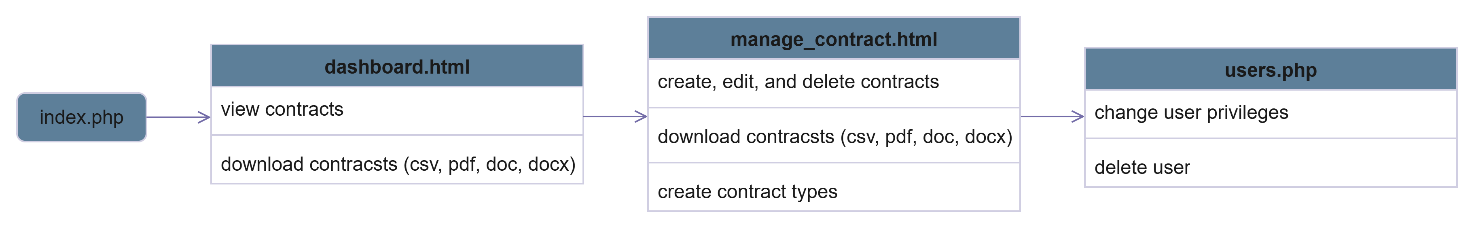 index.php
dashboard.html
view contracts
download contracsts (csv, pdf, doc, docx)
manage_contract.html
create, edit, and delete contracts
download contracsts (csv, pdf, doc, docx)
create contract types
users.php
change user privileges
delete user